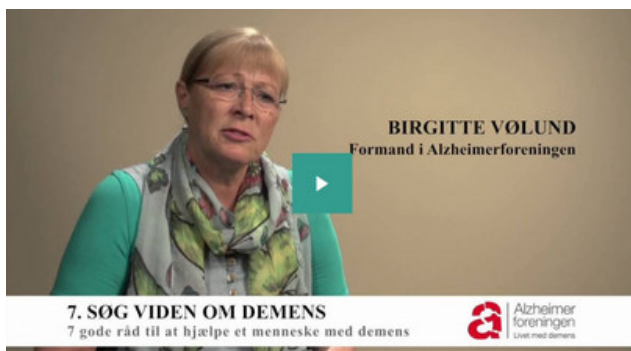 BIRGITTE VØLUND
Formand i Alzheimerforeningen
7. SØG VIDEN OM DEMENS
7 gode råd til at hjælpe et menneske med demens
Alzheimer
foreningen
Livet med demens